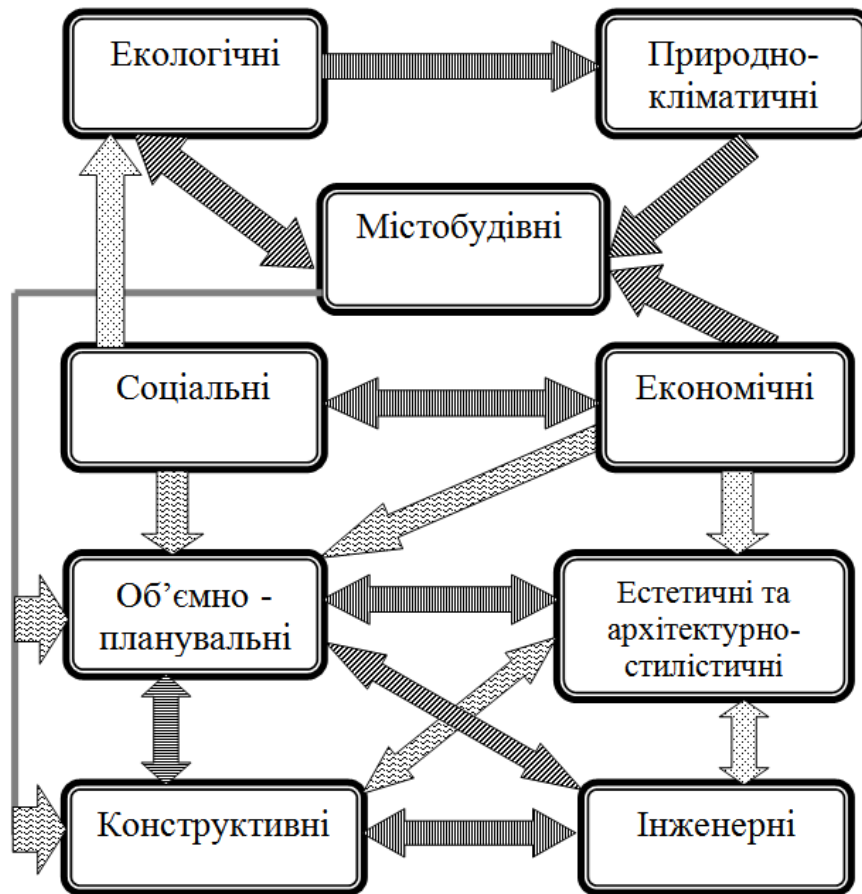 Екологічні
Природно-
кліматичні
Містобудівні
Соціальні
Економічні
Об’ємно -
планувальні
Естетичні та
архітектурно-
стилістичні
Конструктивні
Інженерні